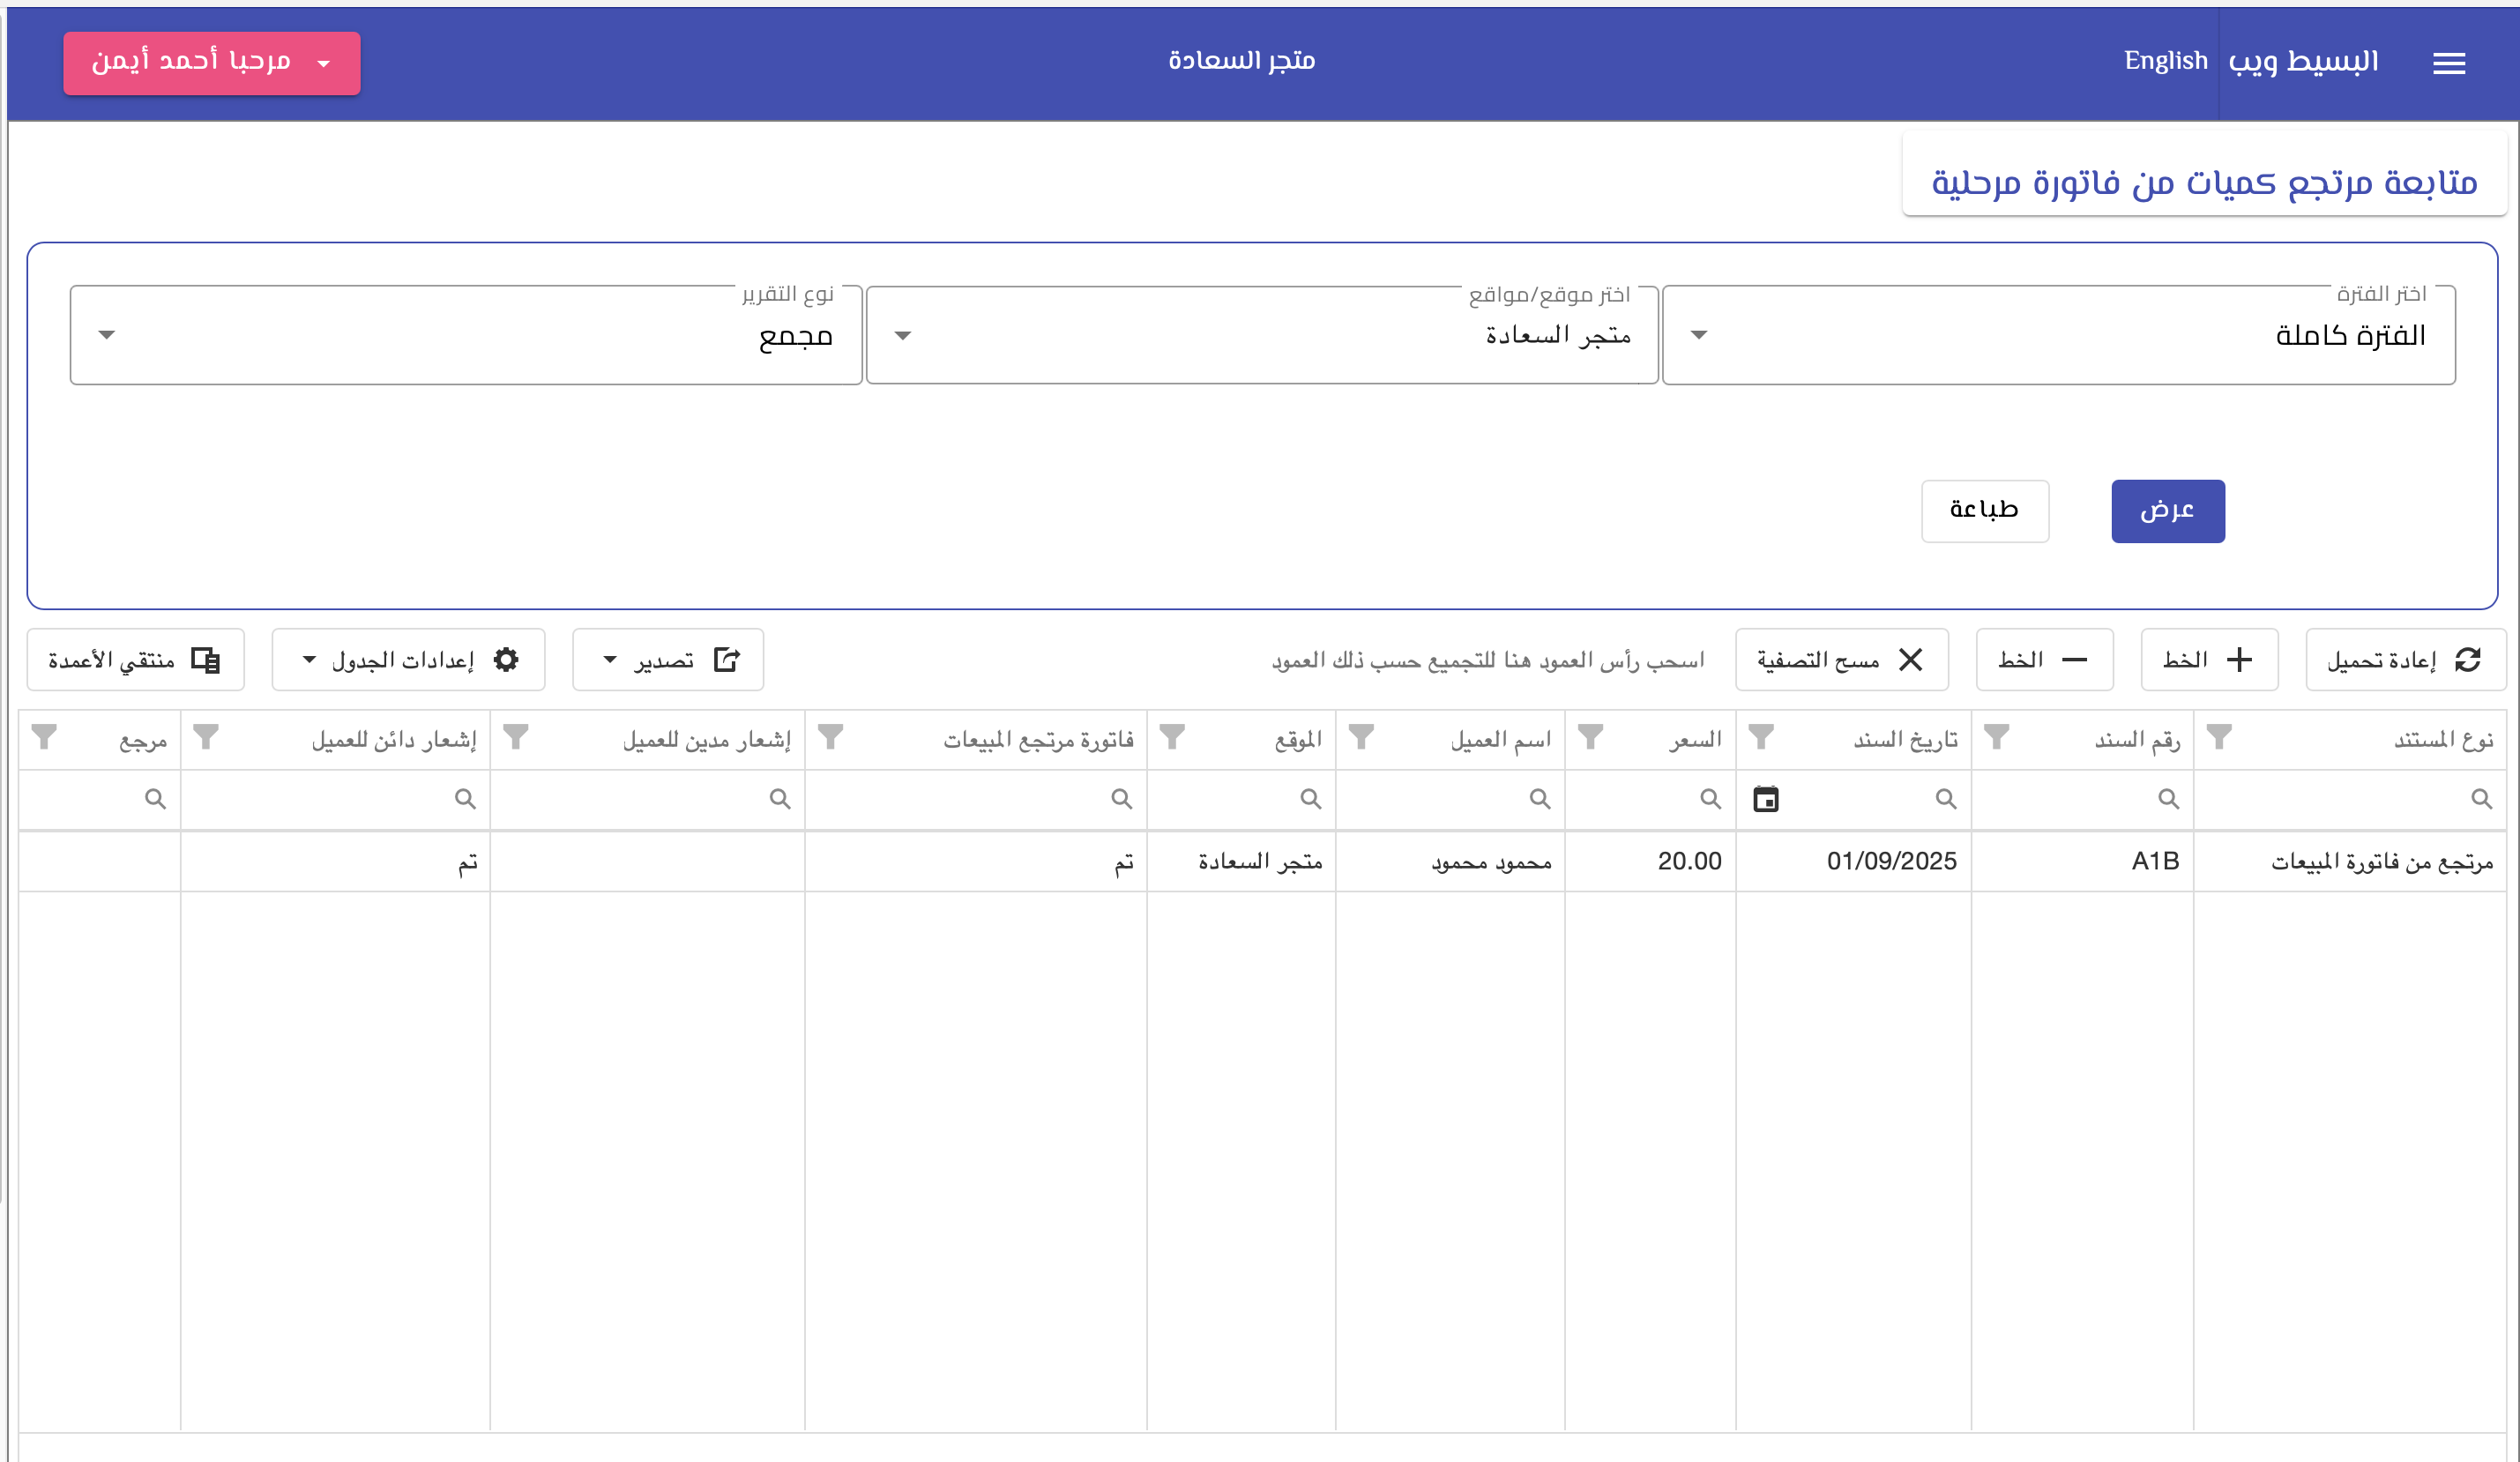 البسيط ويب English متجر السعادة مرحبا أحمد أيمن
متابعة مرتجع كميات من فاتورة مرحلية
اختر الفترة اختر موقع/مواقع نوع التقرير
الفترة كاملة متجر السعادة مجمع
عرض طباعة
إعادة تحميل الخط الخط مسح التصفية اسحب رأس العمود هنا للتجميع حسب ذلك العمود تصدير إعدادات الجدول منتقي الأعمدة
نوع المستند رقم السند تاريخ السند السعر اسم العميل الموقع فاتورة مرتجع المبيعات إشعار مدين للعميل إشعار دائن للعميل مرجع
مرتجع من فاتورة المبيعات A1B 01/09/2025 20.00 محمود محمود متجر السعادة تم تم